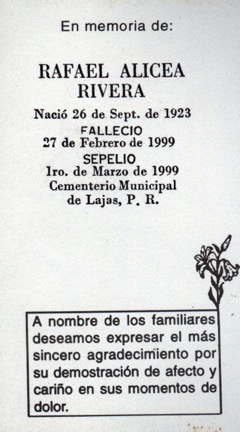 En memoria de:
RAFAEL ALICEA
RIVERA
Nació 26 de Sept. de 1923
FALLECIO
27 de Febrero de 1999
SEPELIO
1ro. de Marzo de 1999
Cementerio Municipal
de Lajas, P. R.
A nombre de los familiares
deseamos expresar el más
sincero agradecimiento por
su demostración de afecto y
cariño en sus momentos de
dolor.